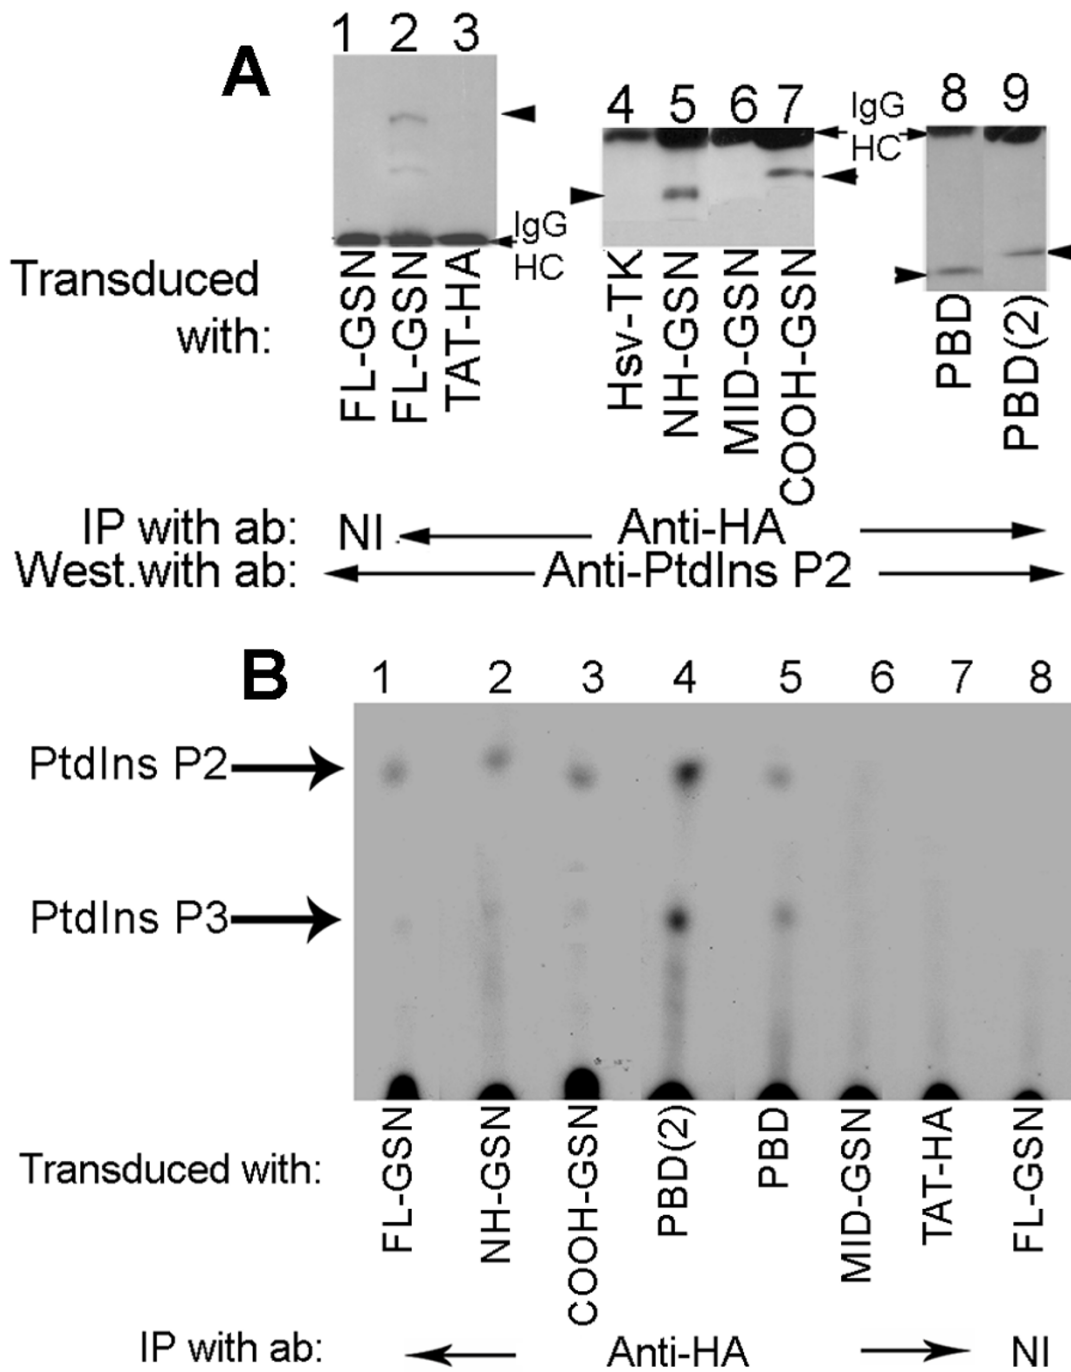 A
1 2 3
4 5 6 7
IgG
HC
8 9
IgG
HC
Transduced
with:
FL-GSN
FL-GSN
TAT-HA
Hsv-TK
NH-GSN
MID-GSN
COOH-GSN
PBD
PBD(2)
IP with ab: NI Anti-HA
West.with ab: Anti-PtdIns P2
B
1 2 3 4 5 6 7 8
PtdIns P2
PtdIns P3
Transduced with:
FL-GSN
NH-GSN
COOH-GSN
PBD(2)
PBD
MID-GSN
TAT-HA
FL-GSN
IP with ab: Anti-HA NI